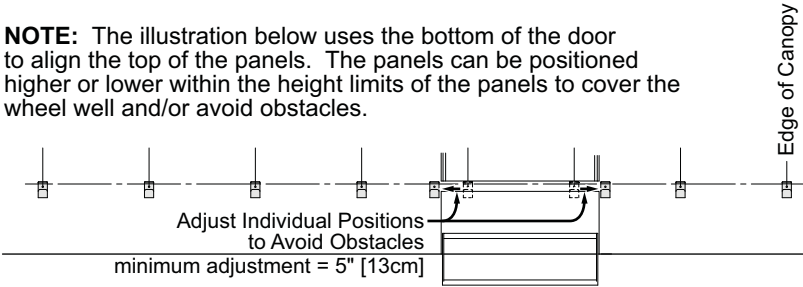 NOTE: The illustration below uses the bottom of the door
to align the top of the panels. The panels can be positioned
higher or lower within the height limits of the panels to cover the
wheel well and/or avoid obstacles.
Edge of Canopy
Adjust Individual Positions
to Avoid Obstacles
minimum adjustment = 5" [13cm]